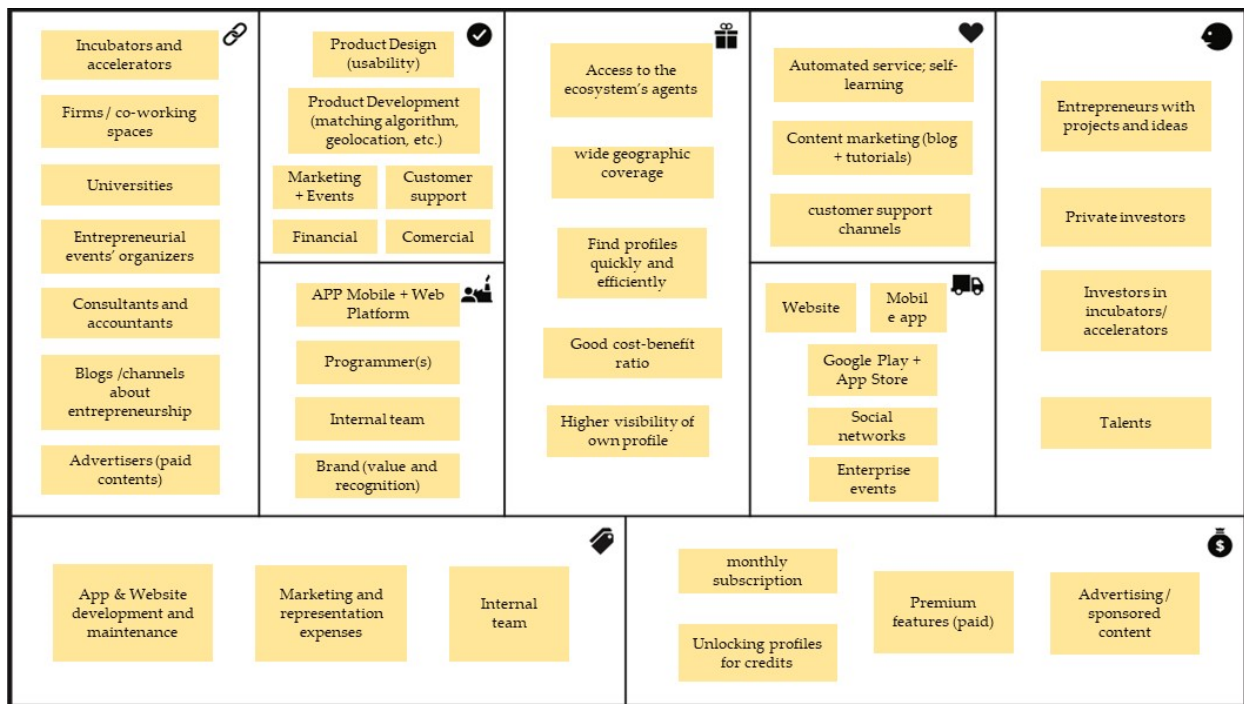 Incubators and
accelerators
Firms / co-working
spaces
Universities
Entrepreneurial
events' organizers
Consultants and
accountants
Blogs /channels
about
entrepreneurship
Advertisers (paid
contents)
Product Design
(usability)
Product Development
(matching algorithm,
geolocation, etc.)
Marketing
+ Events
Customer
support
Financial
Comercial
APP Mobile + Web
Platform
Programmer(s)
Internal team
Brand (value and
recognition)
Access to the
ecosystem's agents
wide geographic
coverage
Find profiles
quickly and
efficiently
Good cost-benefit
ratio
Higher visibility of
own profile
Automated service; self-
learning
Content marketing (blog
+ tutorials)
customer support
channels
Website
Mobil
e app
Google Play +
App Store
Social
networks
Enterprise
events
Entrepreneurs with
projects and ideas
Private investors
Investors in
incubators/
accelerators
Talents
App & Website
development and
maintenance
Marketing and
representation
expenses
Internal
team
monthly
subscription
Unlocking profiles
for credits
Premium
features (paid)
Advertising /
sponsored
content
$